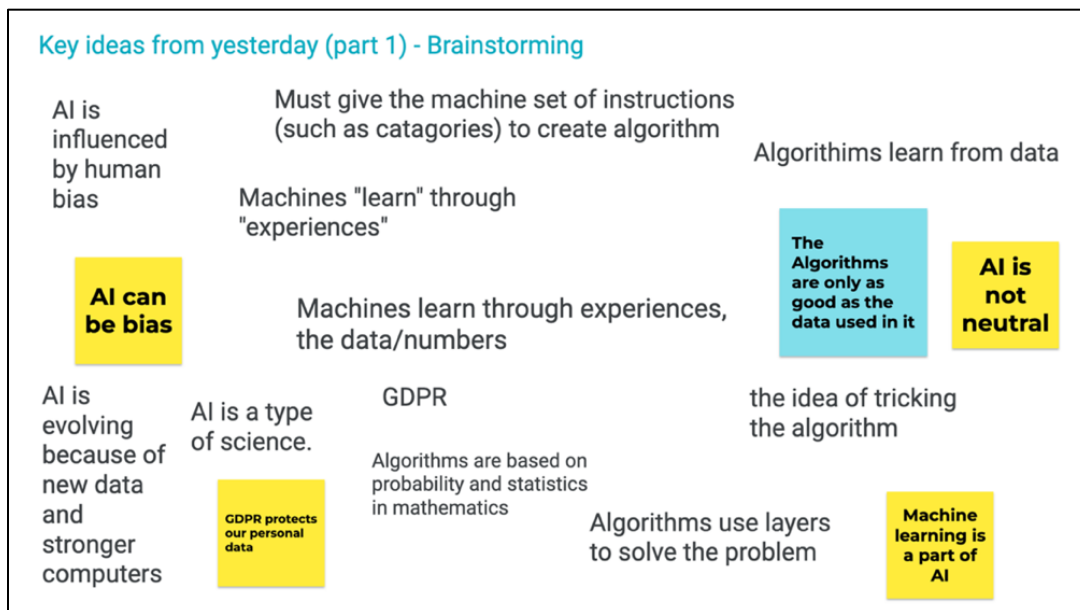 Key ideas from yesterday (part 1) - Brainstorming
AI is
influenced
by human
bias
Must give the machine set of instructions
(such as catagories) to create algorithm
Algorithims learn from data
Machines "learn" through
"experiences"
The
Algorithms
are only as
good as the
data used in it
AI is
not
neutral
AI can
be bias
Machines learn through experiences,
the data/numbers
AI is
evolving
because of
new data
and
stronger
computers
AI is a type
of science.
GDPR
the idea of tricking
the algorithm
Algorithms are based on
probability and statistics
in mathematics
GDPR protects
our personal
data
Algorithms use layers
to solve the problem
Machine
learning is
a part of
AI